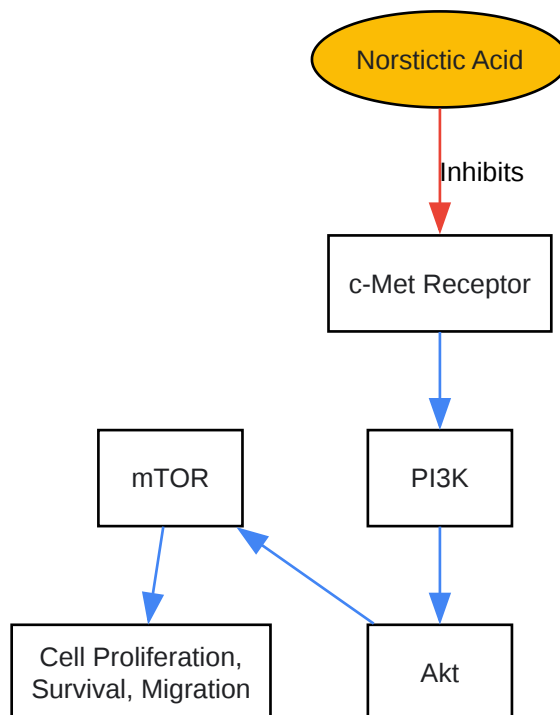 Norstictic Acid
Inhibits
c-Met Receptor
mTOR
PI3K
Cell Proliferation,
Survival, Migration
Akt